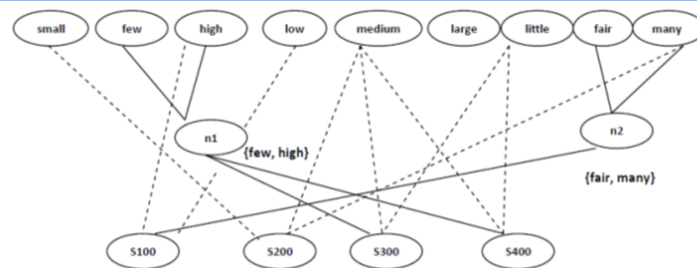 small few high low medium large little fair many
n1 n2
{few, high}
{fair, many}
S100 S200 S300 S400